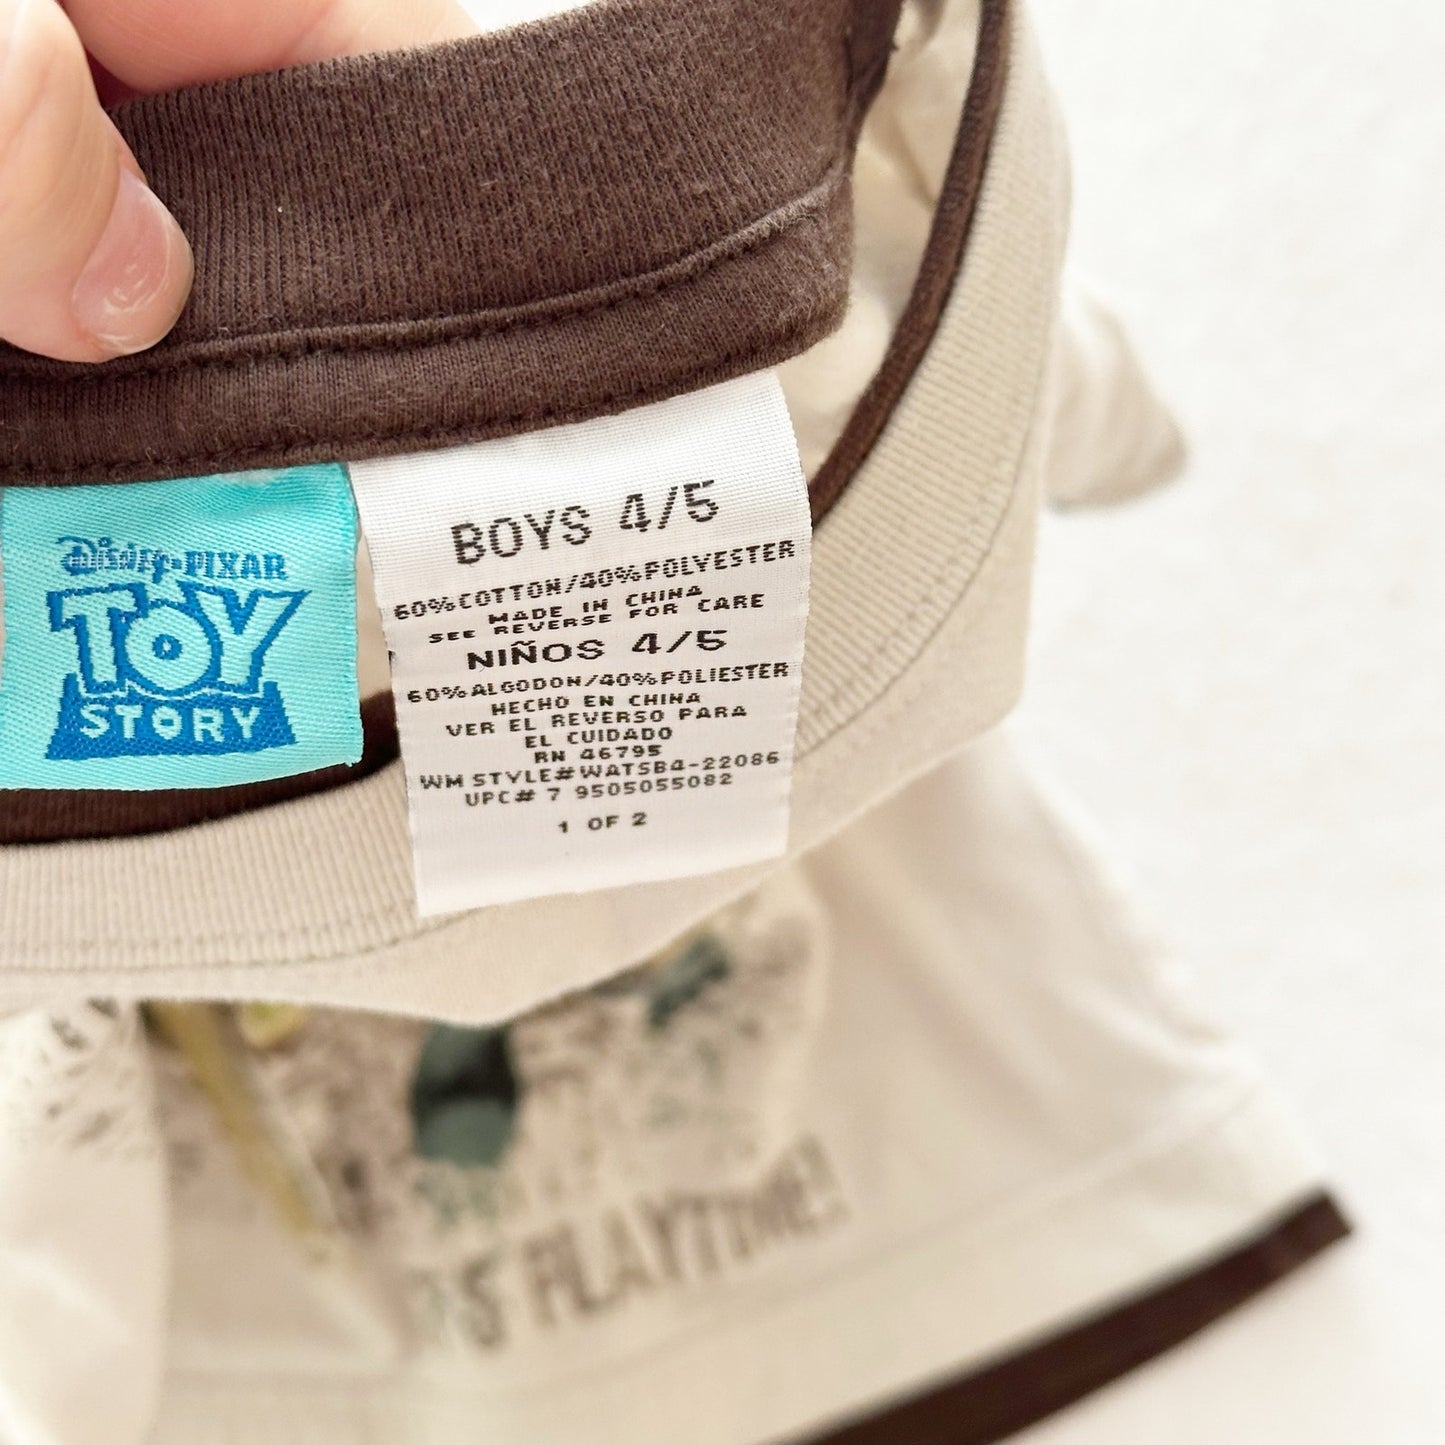 Disney·PIXAR
TOY
STORY
BOYS 4/5
60%COTTON/40%POLYESTER
MADE IN CHINA
SEE REVERSE FOR CARE
NIÑOS 4/5
60%ALGODON/40%POLIESTER
HECHO EN CHINA
VER EL REVERSO PARA
EL CUIDADO
RN 46795
WM STYLE#WATSB4-22086
UPC# 7 9505055082
1 OF 2
PLAYTIME!